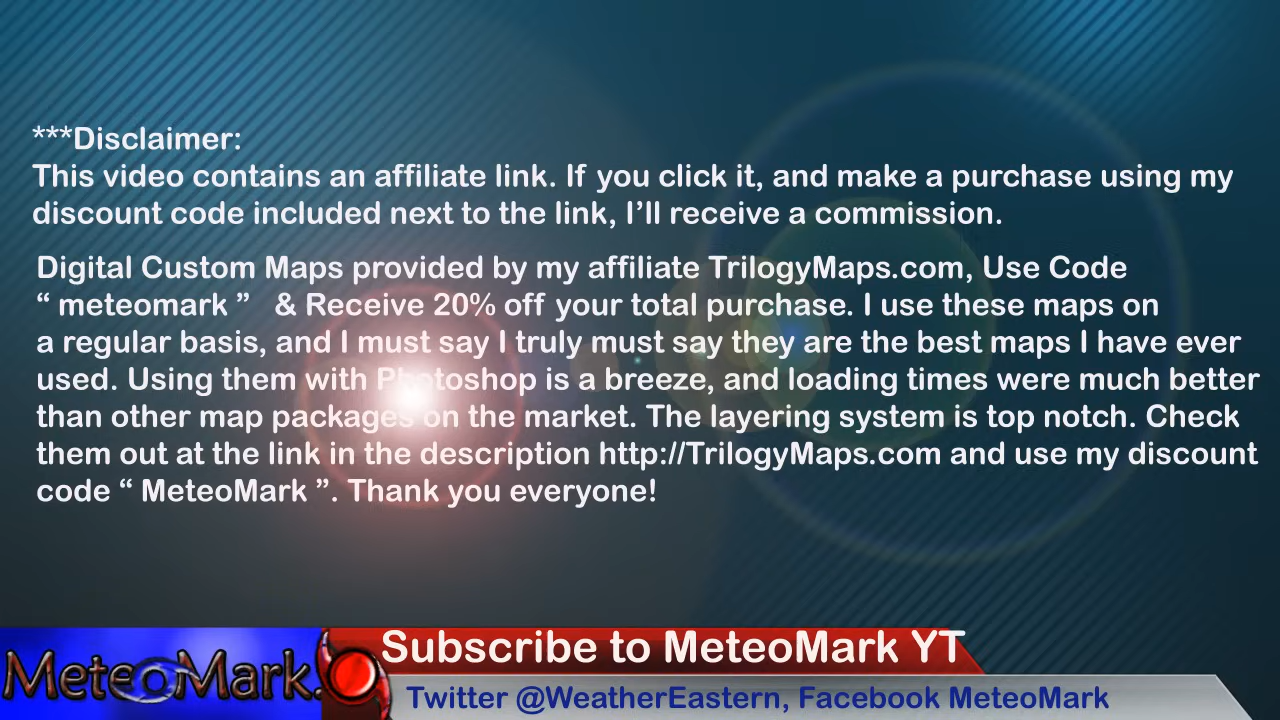 ***Disclaimer:
This video contains an affiliate link. If you click it, and make a purchase using my
discount code included next to the link, I’ll receive a commission.
Digital Custom Maps provided by my affiliate TrilogyMaps.com, Use Code
“ meteomark ” & Receive 20% off your total purchase. I use these maps on
a regular basis, and I must say I truly must say they are the best maps I have ever
used. Using them with Photoshop is a breeze, and loading times were much better
than other map packages on the market. The layering system is top notch. Check
them out at the link in the description http://TrilogyMaps.com and use my discount
code “ MeteoMark ”. Thank you everyone!
Subscribe to MeteoMark YT
MeteoMark.
Twitter @WeatherEastern, Facebook MeteoMark